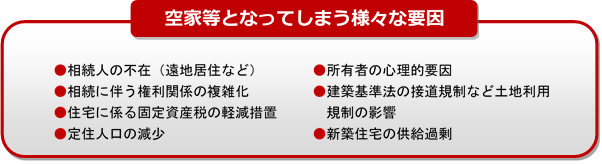 空家等となってしまう様々な要因
●相続人の不在（遠地居住など）
●相続に伴う権利関係の複雑化
●住宅に係る固定資産税の軽減措置
●定住人口の減少
●所有者の心理的要因
●建築基準法の接道規制など土地利用
規制の影響
●新築住宅の供給過剰